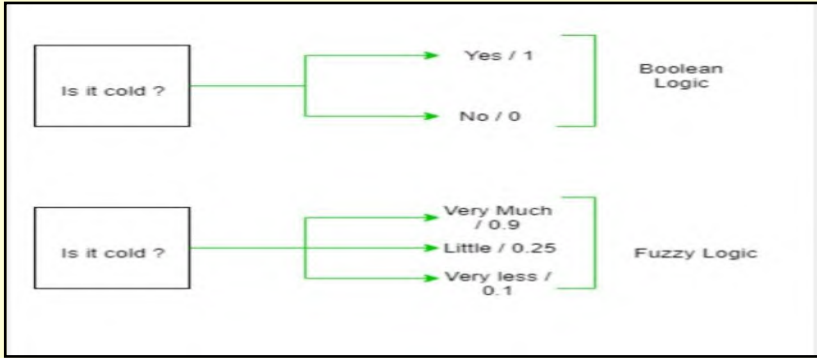 Is it cold ?
Yes / 1
No / 0
Boolean
Logic
Is it cold ?
Very Much
/ 0.9
Little / 0.25
Very less /
0.1
Fuzzy Logic